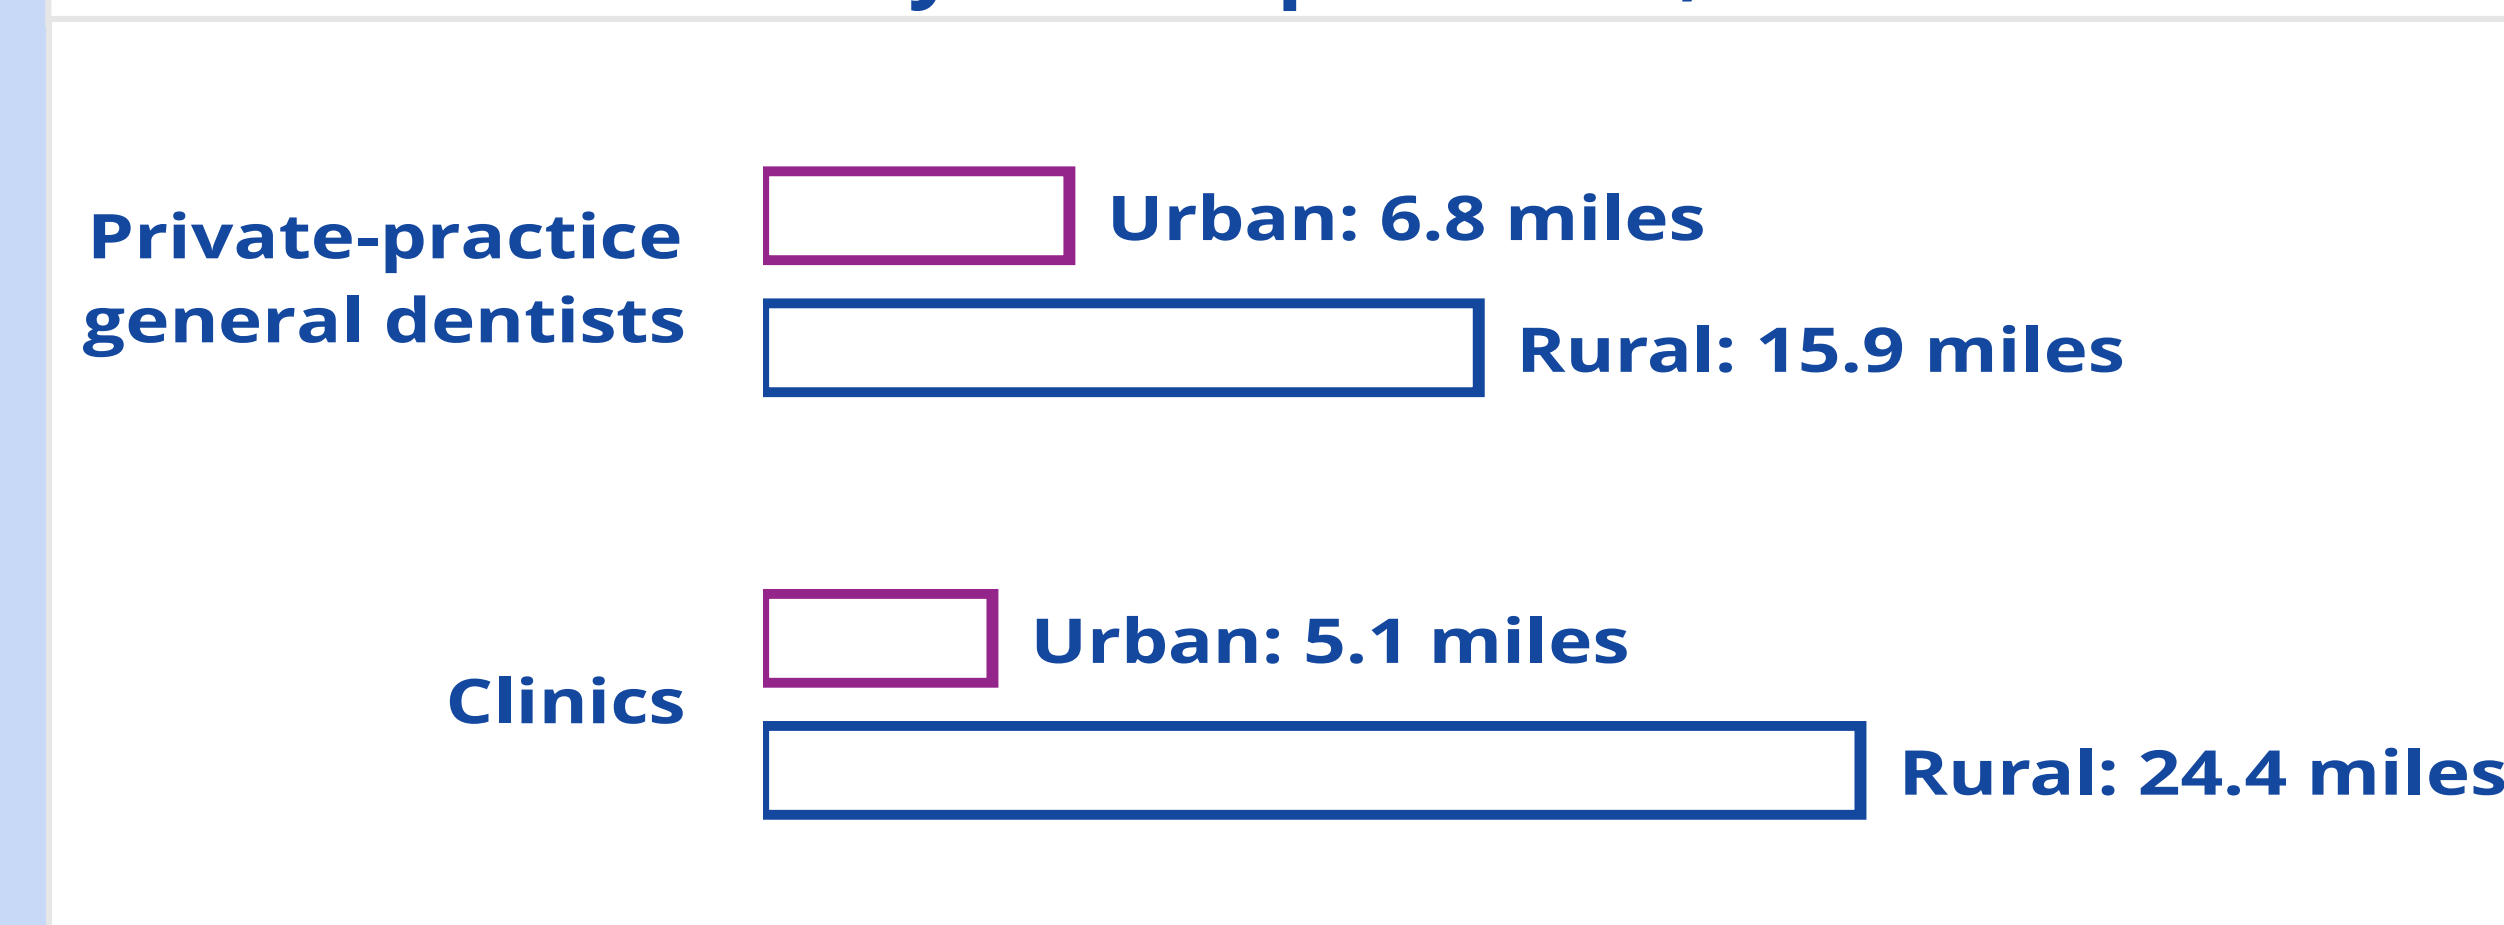 Private-practice
general dentists
Urban: 6.8 miles
Rural: 15.9 miles
Clinics
Urban: 5.1 miles
Rural: 24.4 miles